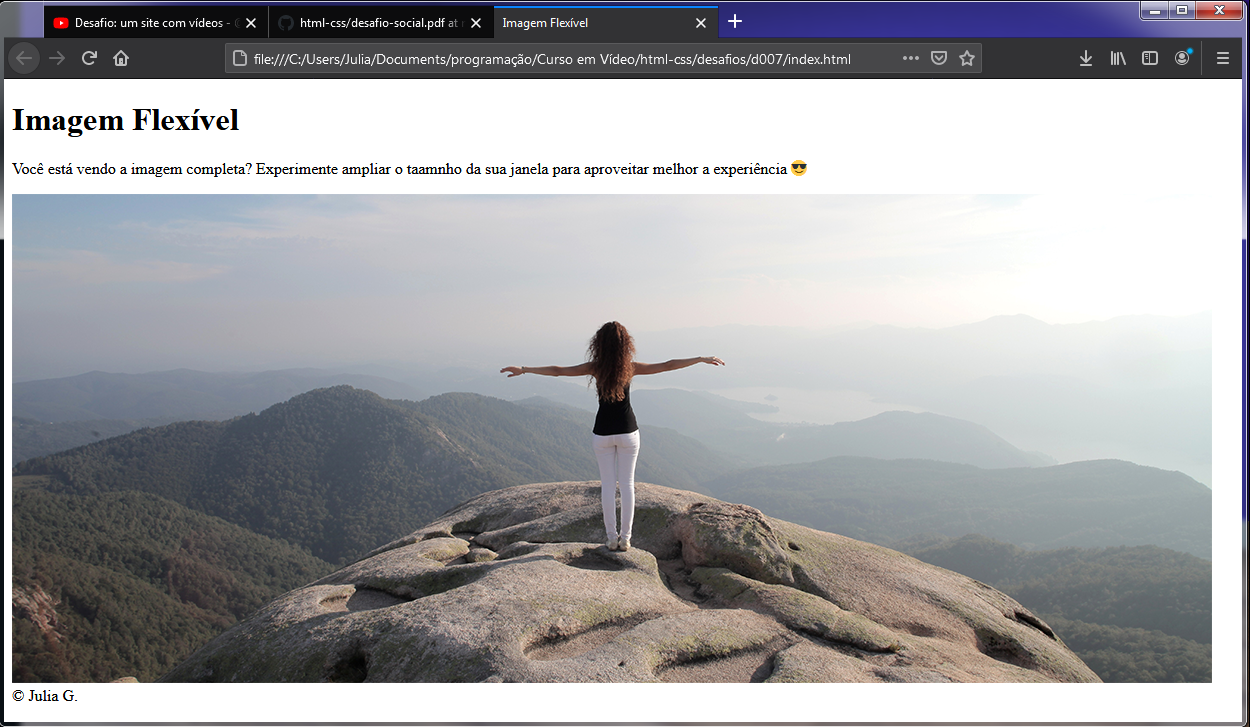 Desafio: um site com vídeos -
html-css/desafio-social.pdf at
Imagem Flexível
file:///C:/Users/Julia/Documents/programação/Curso em Vídeo/html-css/desafios/d007/index.html
Imagem Flexível
Você está vendo a imagem completa? Experimente ampliar o taamnho da sua janela para aproveitar melhor a experiência 😎
© Julia G.